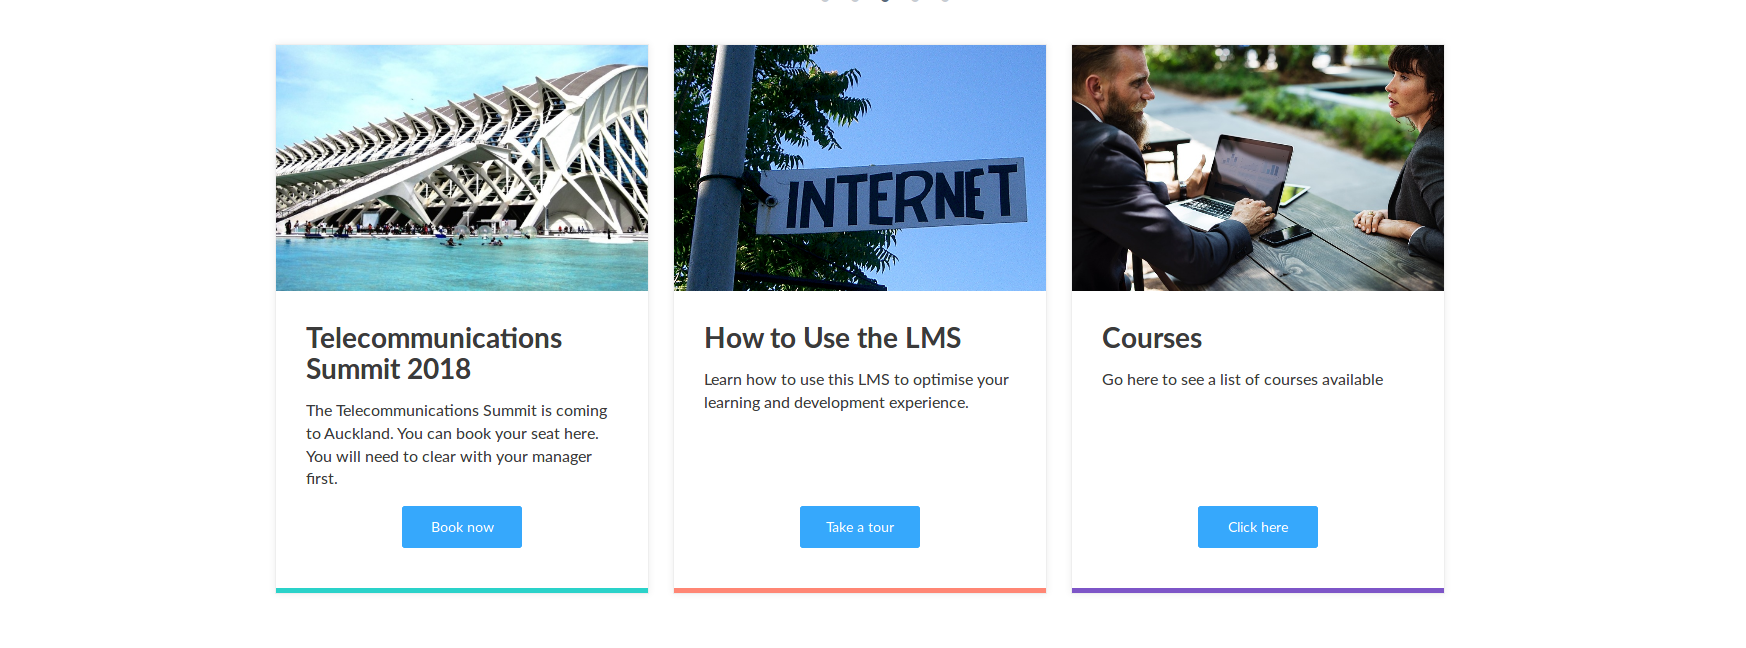 INTERNET
Telecommunications
Summit 2018
The Telecommunications Summit is coming
to Auckland. You can book your seat here.
You will need to clear with your manager
first.
Book now
How to Use the LMS
Learn how to use this LMS to optimise your
learning and development experience.
Take a tour
Courses
Go here to see a list of courses available
Click here